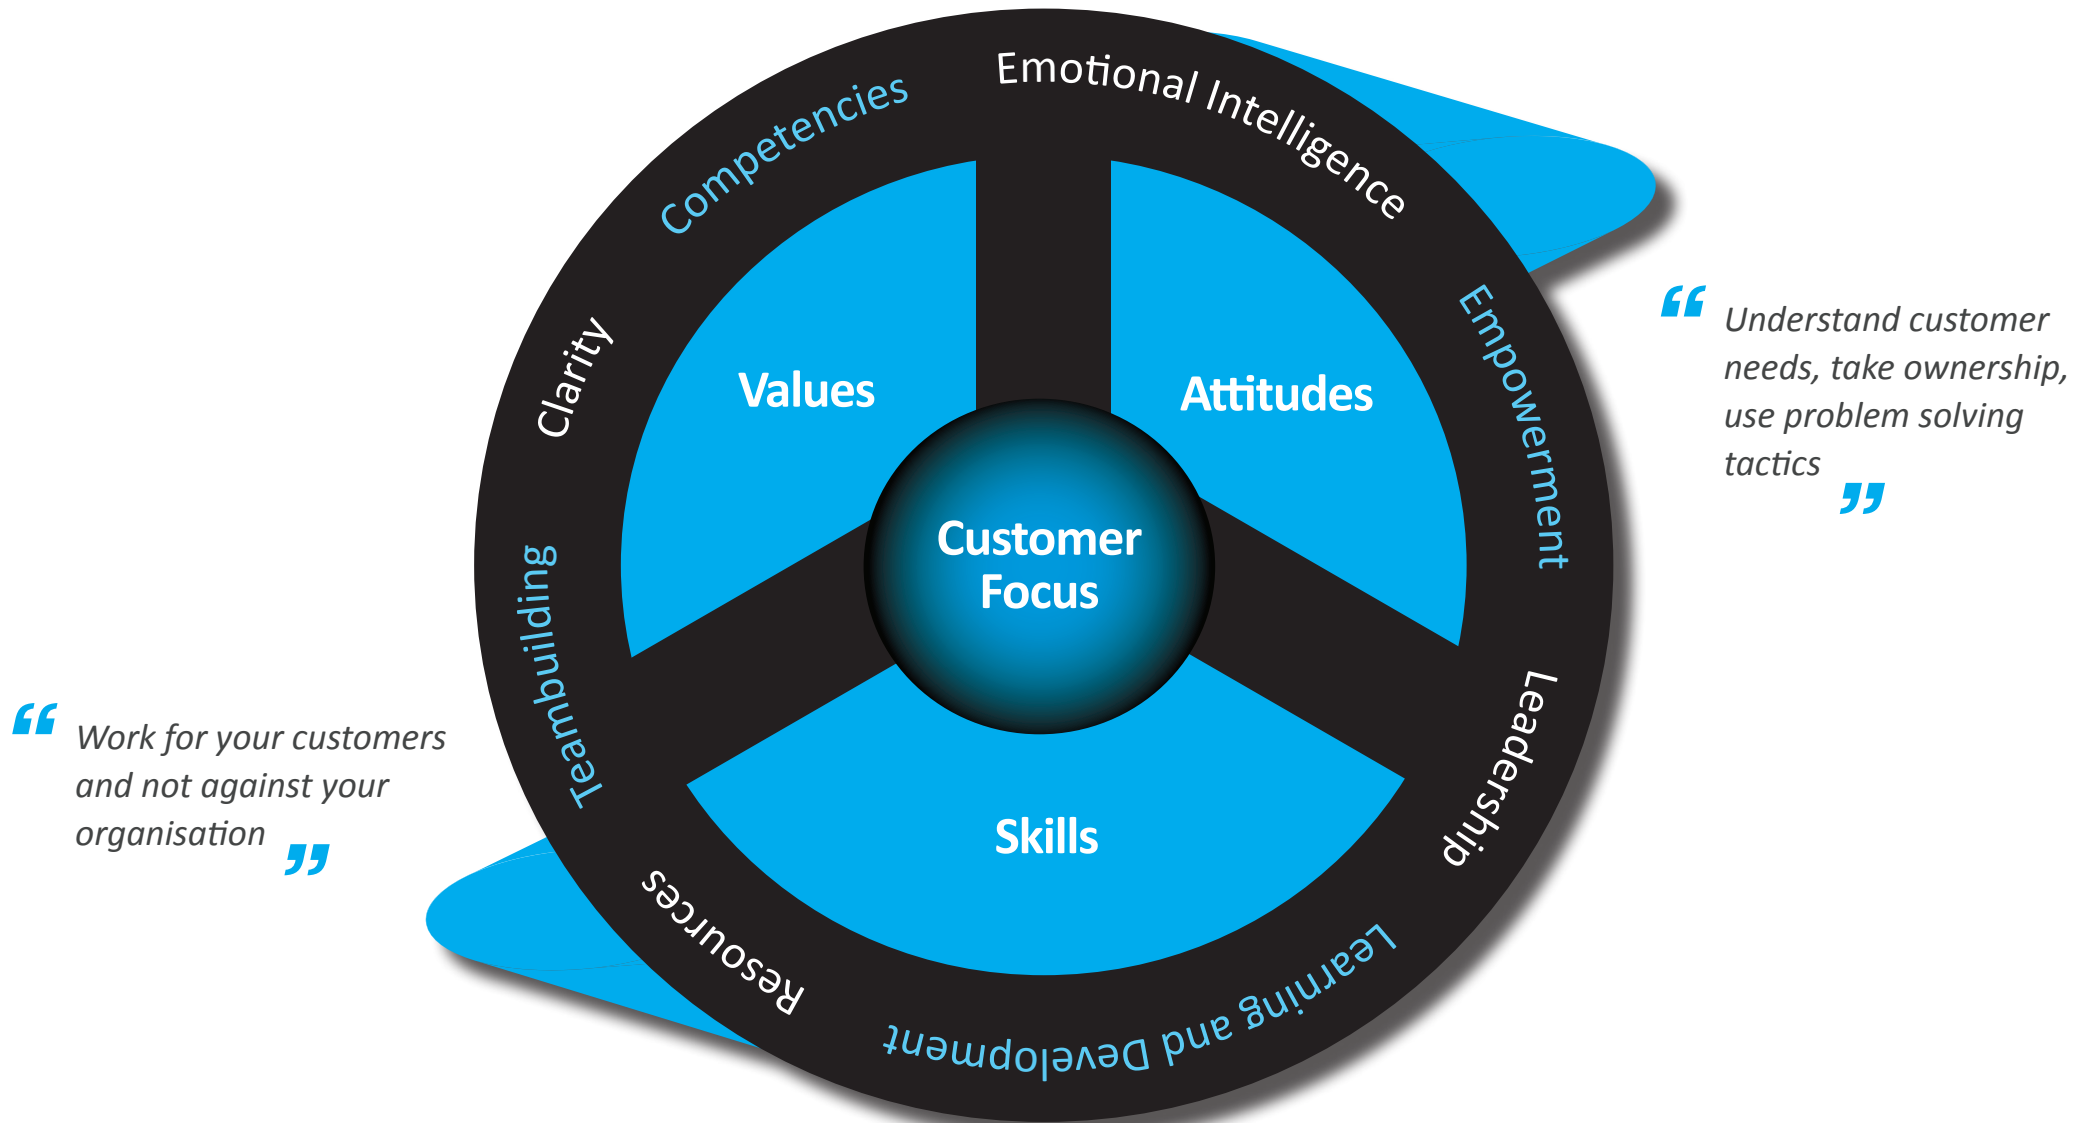 Competencies
Emotional Intelligence
Empowerment
Leadership
Learning and Development
Resources
Teambuilding
Clarity
Values
Attitudes
Customer
Focus
Skills
“ Understand customer
needs, take ownership,
use problem solving
tactics ”
“ Work for your customers
and not against your
organisation ”